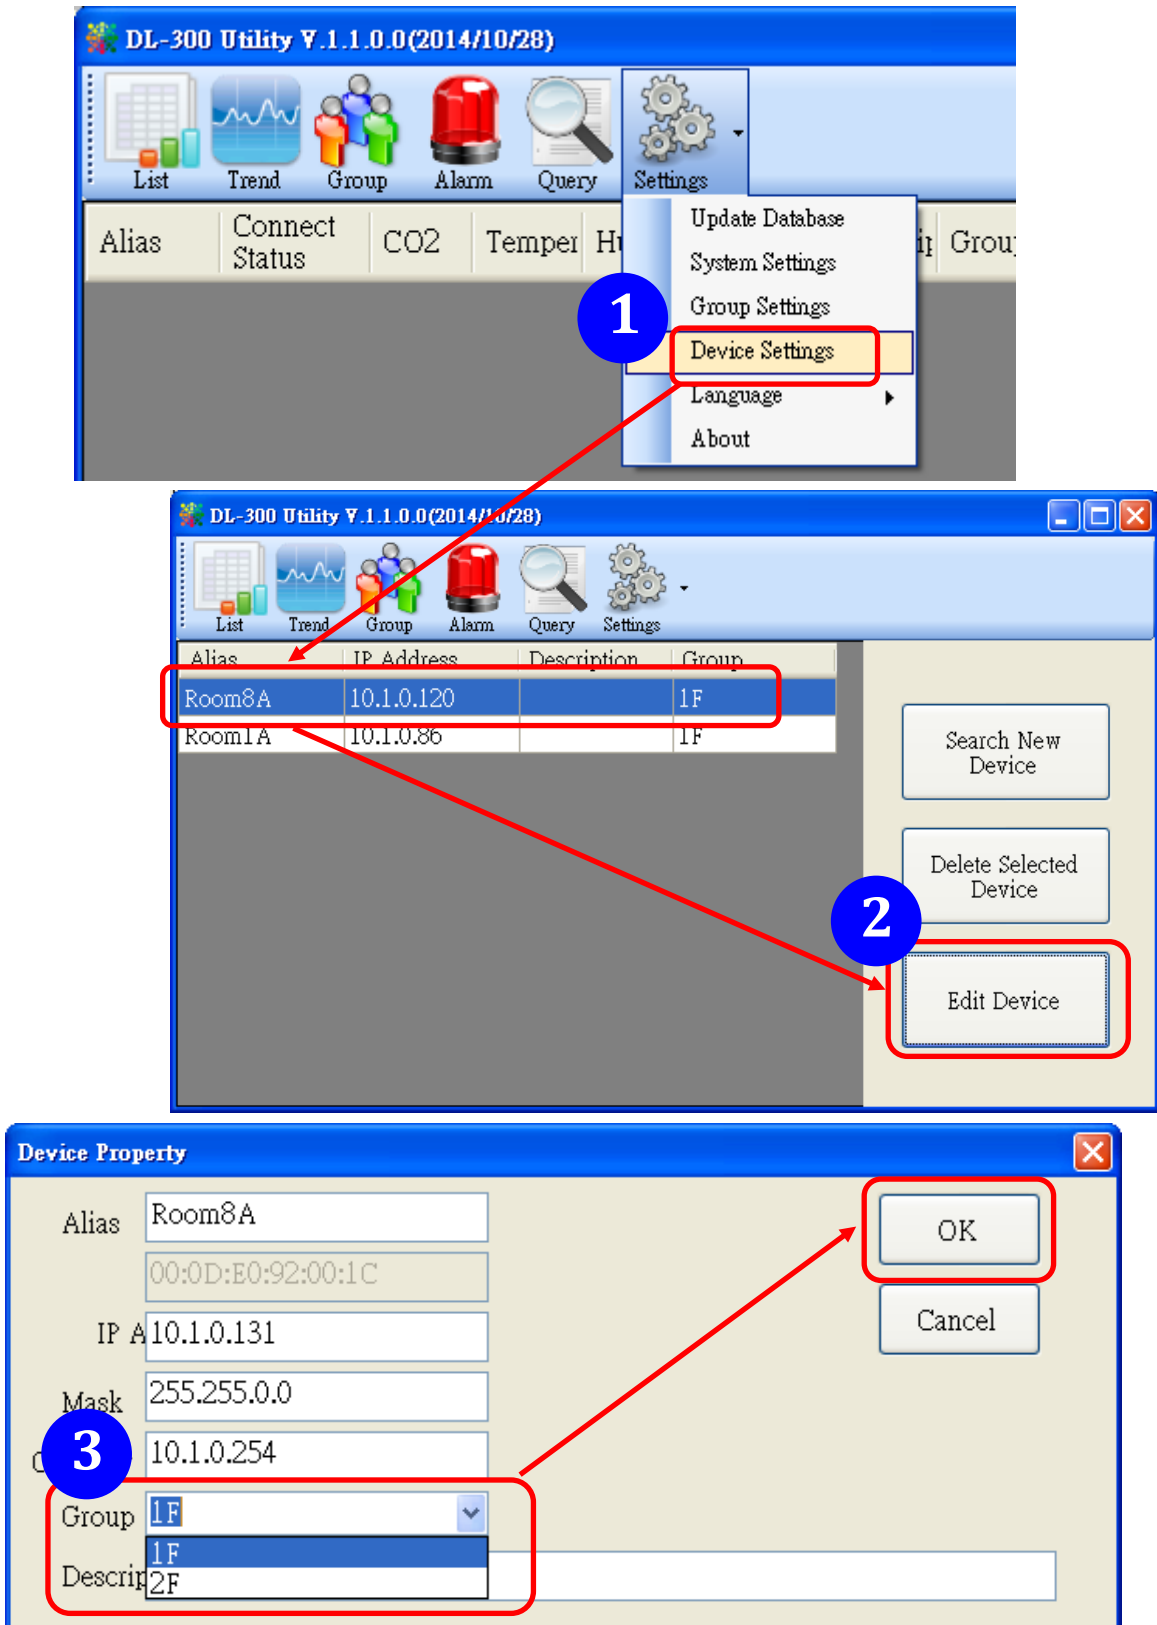 DL-300 Utility V.1.1.0.0(2014/10/28)
List Trend Group Alarm Query Settings
Alias Connect Status CO2 Temper Hu Grou
Update Database
System Settings
Group Settings
1
Device Settings
Language
About
DL-300 Utility V.1.1.0.0(2014/10/28)
List Trend Group Alarm Query Settings
Alias IP Address Description Group
Room8A 10.1.0.120 1F
Room1A 10.1.0.86 1F
Search New
Device
Delete Selected
Device
2
Edit Device
Device Property
Alias Room8A
OK
00:0D:E0:92:00:1C
IP A 10.1.0.131
Cancel
Mask 255.255.0.0
3
10.1.0.254
Group 1F
1F
Descrip
2F